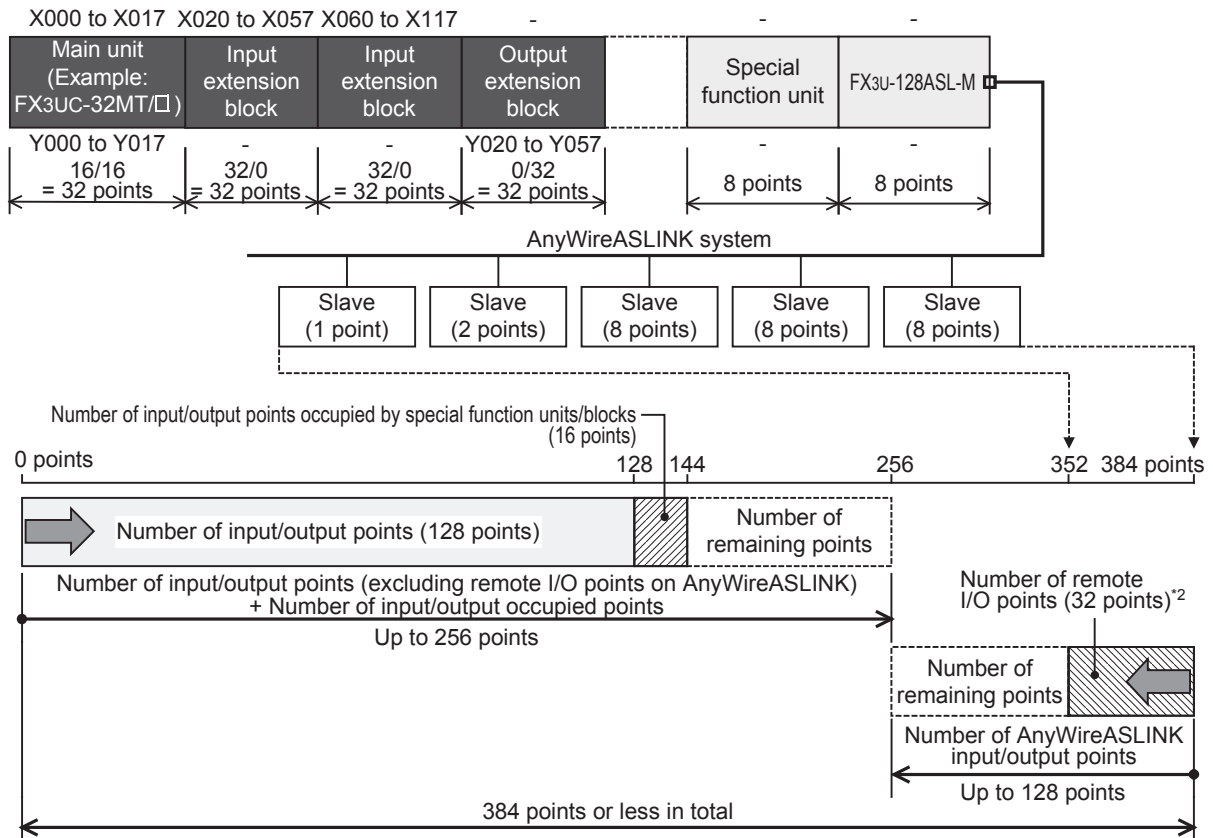 X000 to X017 X020 to X057 X060 to X117 - - -
Main unit
(Example:
FX3UC-32MT/□)
Input
extension
block
Input
extension
block
Output
extension
block
Special
function unit
FX3U-128ASL-M
Y000 to Y017 - - Y020 to Y057 - -
16/16
= 32 points
32/0
= 32 points
32/0
= 32 points
0/32
= 32 points
8 points
8 points
AnyWireASLINK system
Slave
(1 point)
Slave
(2 points)
Slave
(8 points)
Slave
(8 points)
Slave
(8 points)
Number of input/output points occupied by special function units/blocks
(16 points)
0 points 128 144 256 352 384 points
Number of input/output points (128 points)
Number of
remaining points
Number of input/output points (excluding remote I/O points on AnyWireASLINK)
+ Number of input/output occupied points
Up to 256 points
Number of remote
I/O points (32 points)*2
Number of
remaining points
Number of AnyWireASLINK
input/output points
Up to 128 points
384 points or less in total